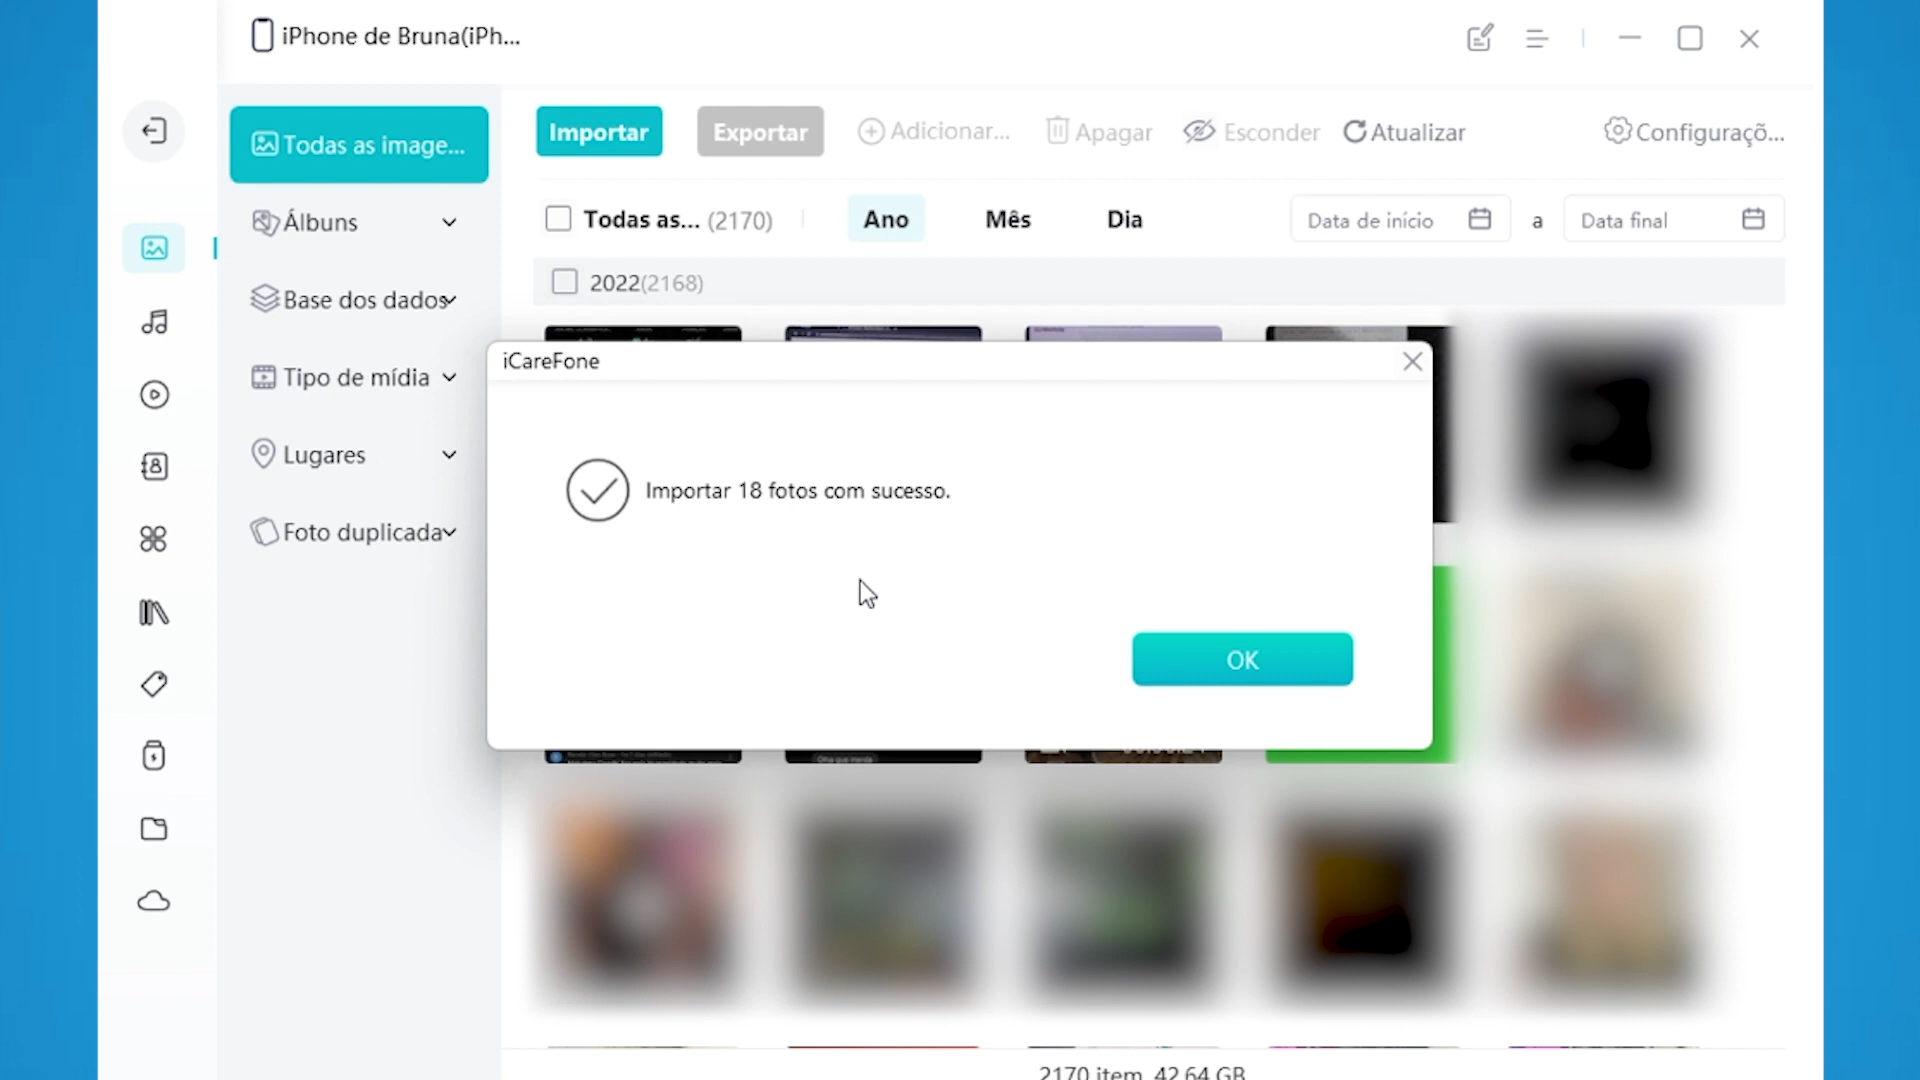 iPhone de Bruna(iPh...
Todas as image...
Álbuns
Base dos dados
Tipo de mídia
Lugares
Foto duplicada
Importar
Exportar
Adicionar...
Apagar
Esconder
Atualizar
Configuraçõ...
Todas as... (2170)
Ano
Mês
Dia
Data de início
a
Data final
2022(2168)
iCareFone
Importar 18 fotos com sucesso.
OK
2170 item, 42.64 GB